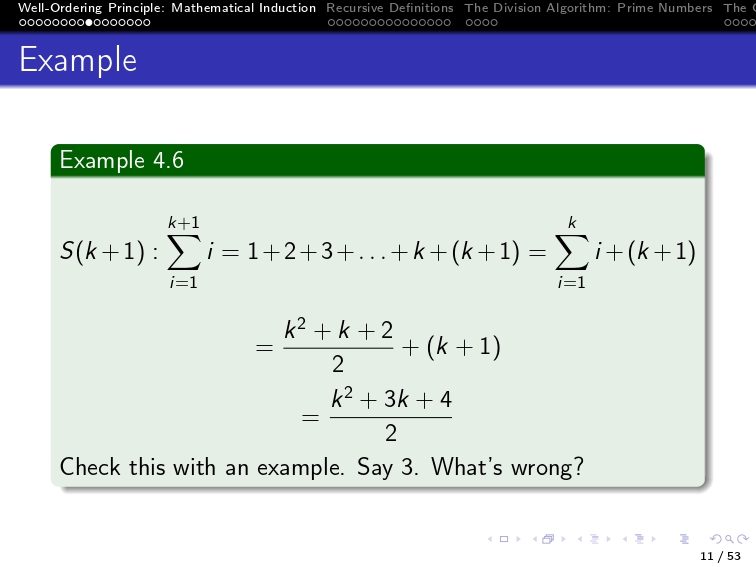 Well-Ordering Principle: Mathematical Induction Recursive Definitions The Division Algorithm: Prime Numbers The
Example
Example 4.6
S(k+1) : \sum_{i=1}^{k+1} i = 1+2+3+...+k+(k+1) = \sum_{i=1}^{k} i+(k+1)
= \frac{k^2 + k + 2}{2} + (k + 1)
= \frac{k^2 + 3k + 4}{2}
Check this with an example. Say 3. What's wrong?
11 / 53